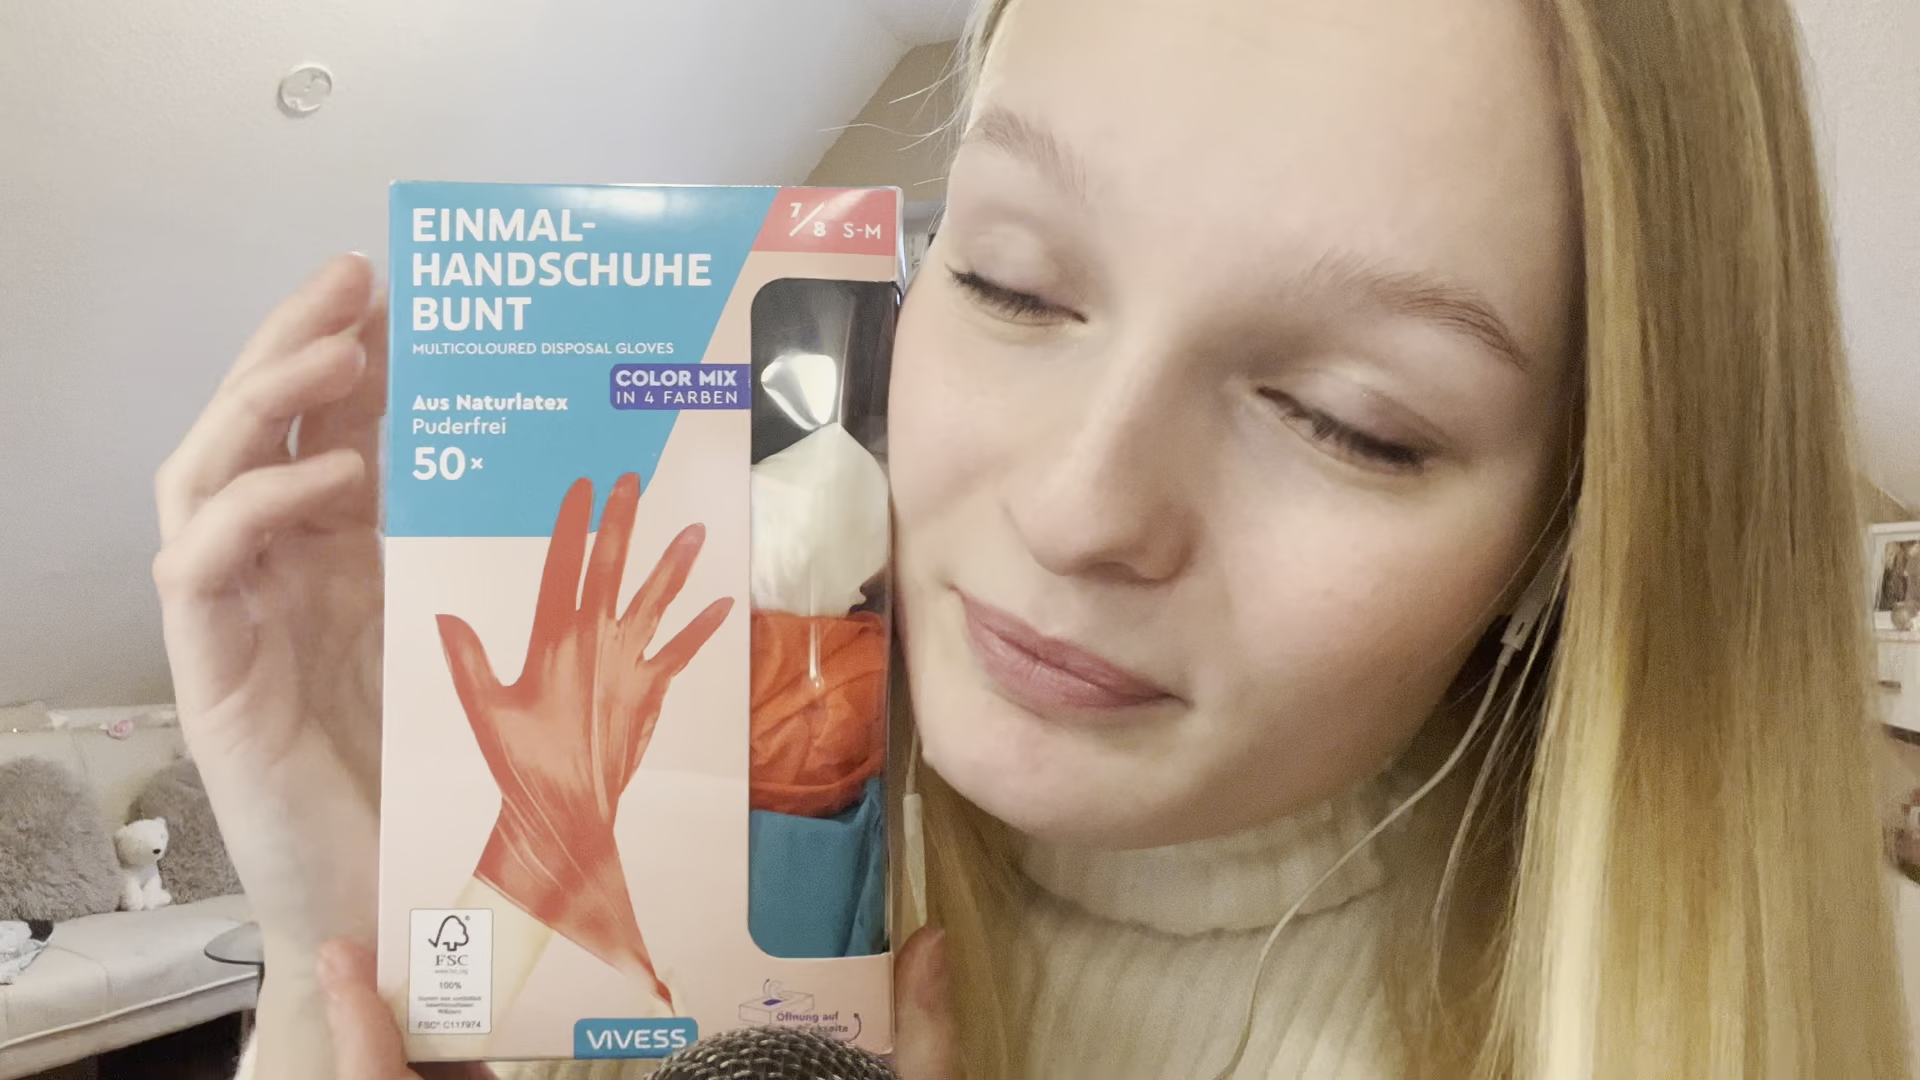 EINMAL-
HANDSCHUHE
BUNT
MULTICOLOURED DISPOSAL GLOVES
7/8 S-M
COLOR MIX
IN 4 FARBEN
Aus Naturlatex
Puderfrei
50x
FSC
100%
FSC® C117974
VIVESS
Öffnung auf